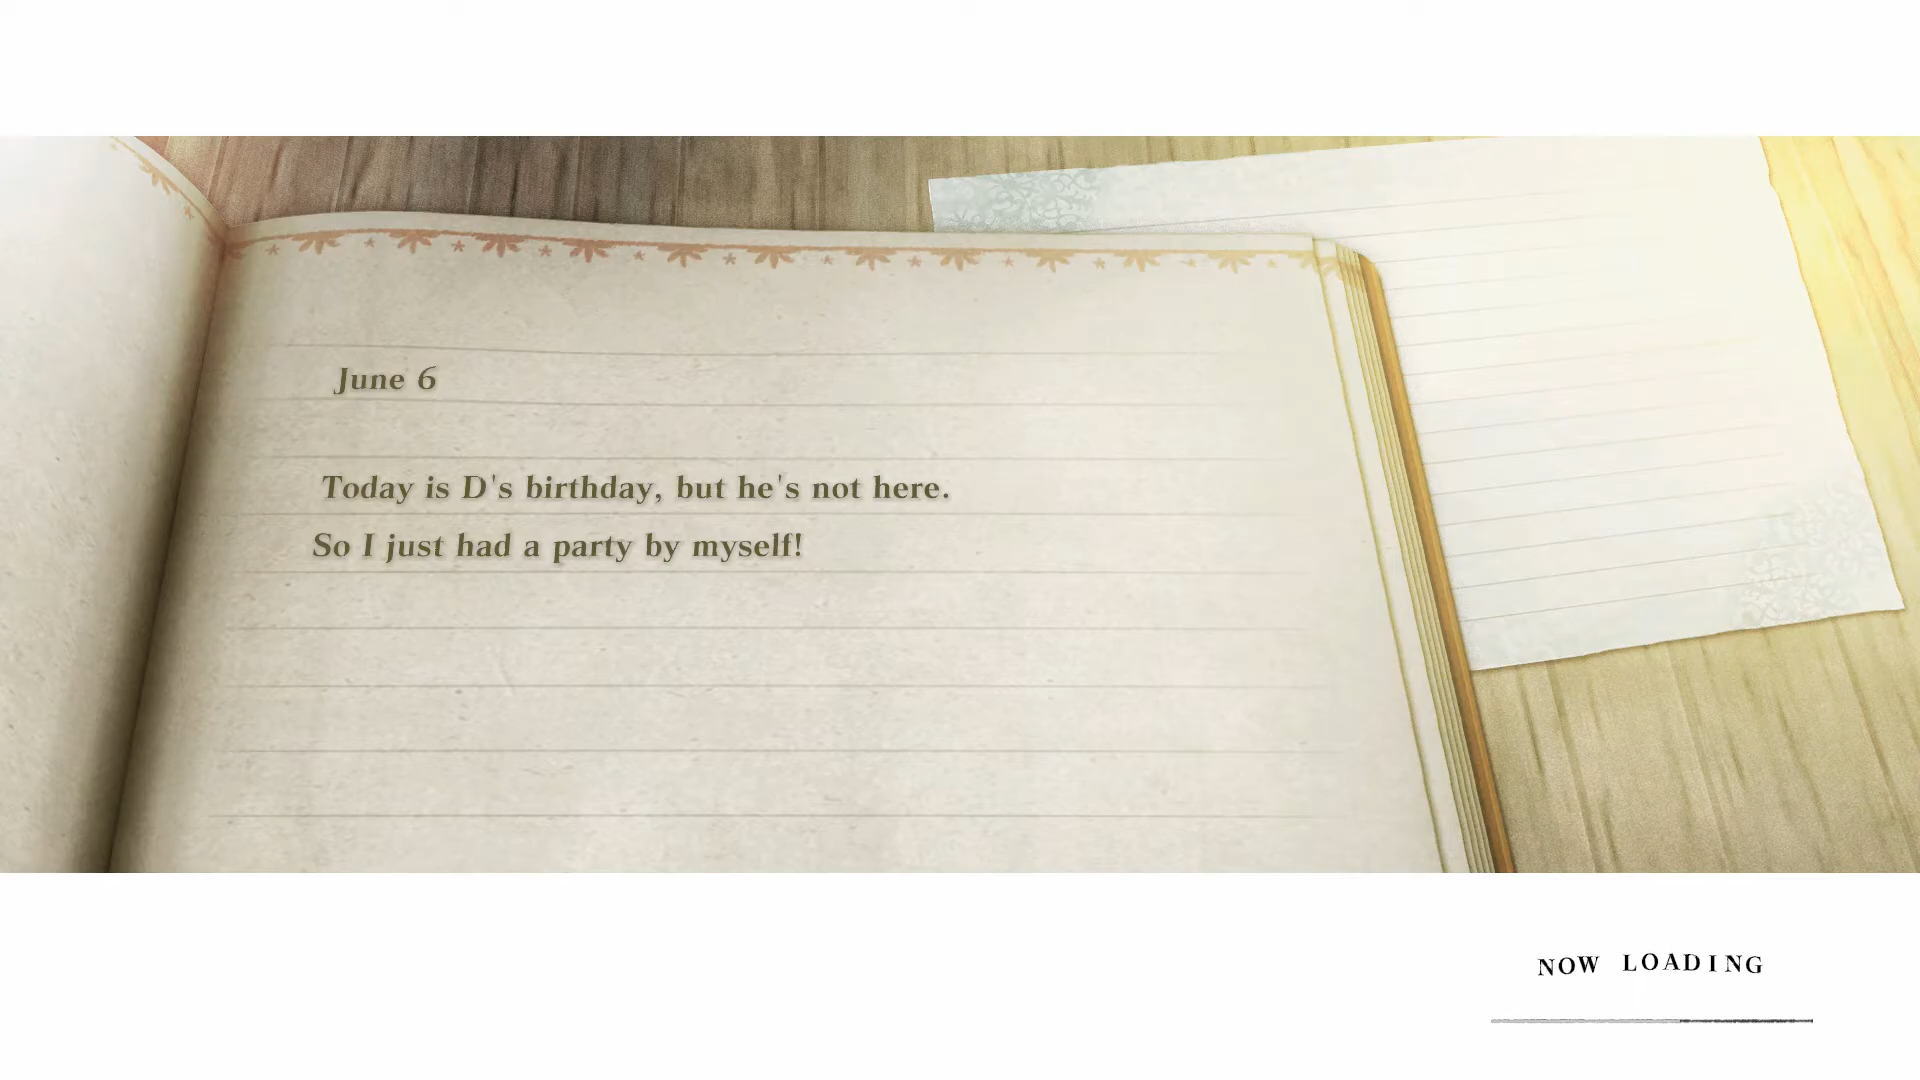 June 6
Today is D's birthday, but he's not here.
So I just had a party by myself!
NOW LOADING